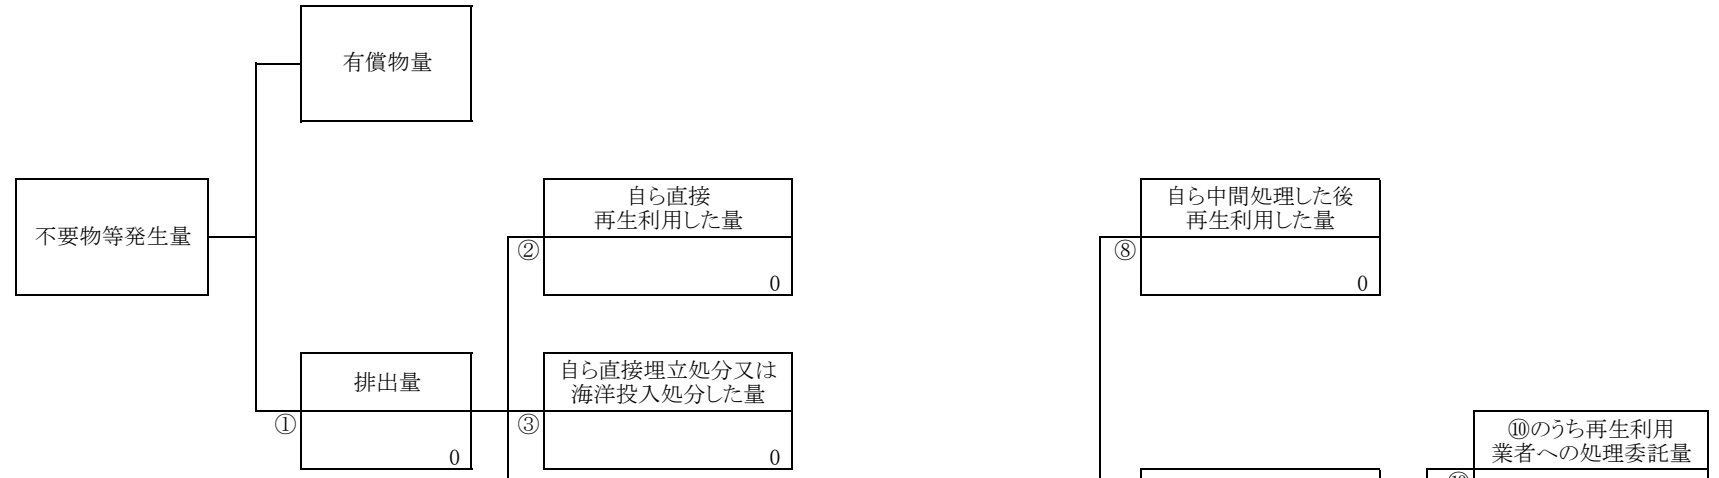 有償物量
不要物等発生量
自ら直接
再生利用した量
②
0
自ら中間処理した後
再生利用した量
⑧
0
排出量
①
0
自ら直接埋立処分又は
海洋投入処分した量
③
0
⑩のうち再生利用
業者への処理委託量